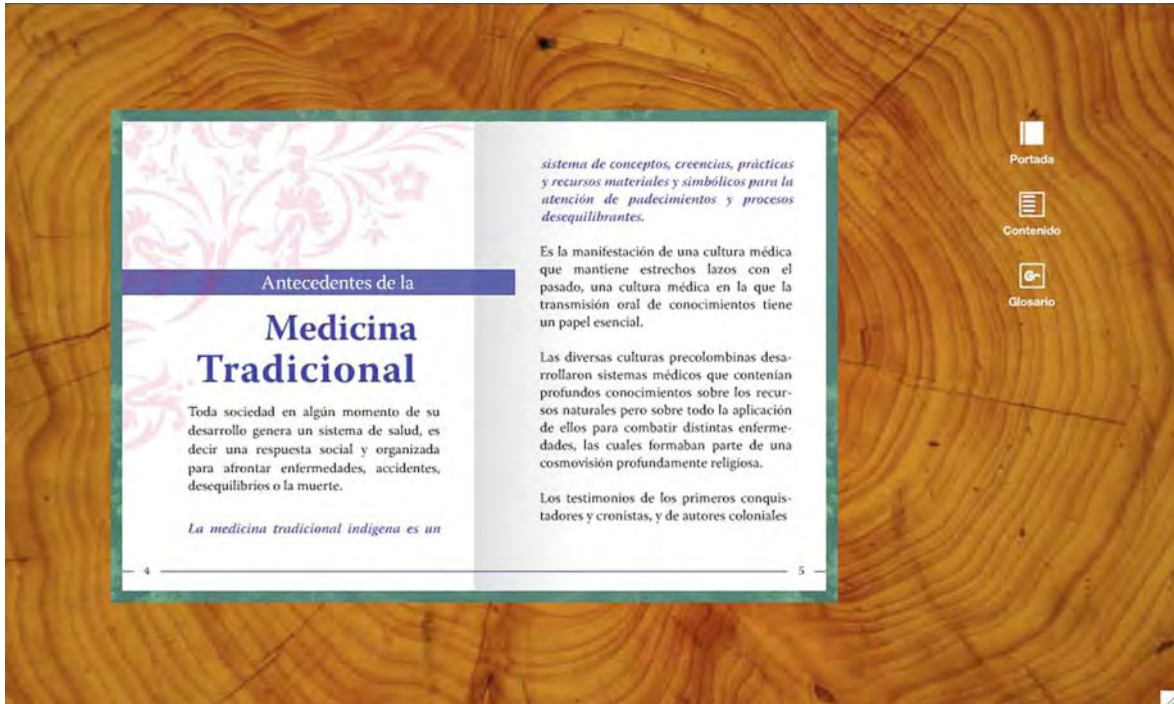 Antecedentes de la
Medicina
Tradicional
Toda sociedad en algún momento de su
desarrollo genera un sistema de salud, es
decir una respuesta social y organizada
para afrontar enfermedades, accidentes,
desequilibrios o la muerte.
La medicina tradicional indígena es un
4
sistema de conceptos, creencias, prácticas
y recursos materiales y simbólicos para la
atención de padecimientos y procesos
desequilibrantes.
Es la manifestación de una cultura médica
que mantiene estrechos lazos con el
pasado, una cultura médica en la que la
transmisión oral de conocimientos tiene
un papel esencial.
Las diversas culturas precolombinas desa-
rrollaron sistemas médicos que contenían
profundos conocimientos sobre los recur-
sos naturales pero sobre todo la aplicación
de ellos para combatir distintas enferme-
dades, las cuales formaban parte de una
cosmovisión profundamente religiosa.
Los testimonios de los primeros conquis-
tadores y cronistas, y de autores coloniales
5
Portada
Contenido
Glosario